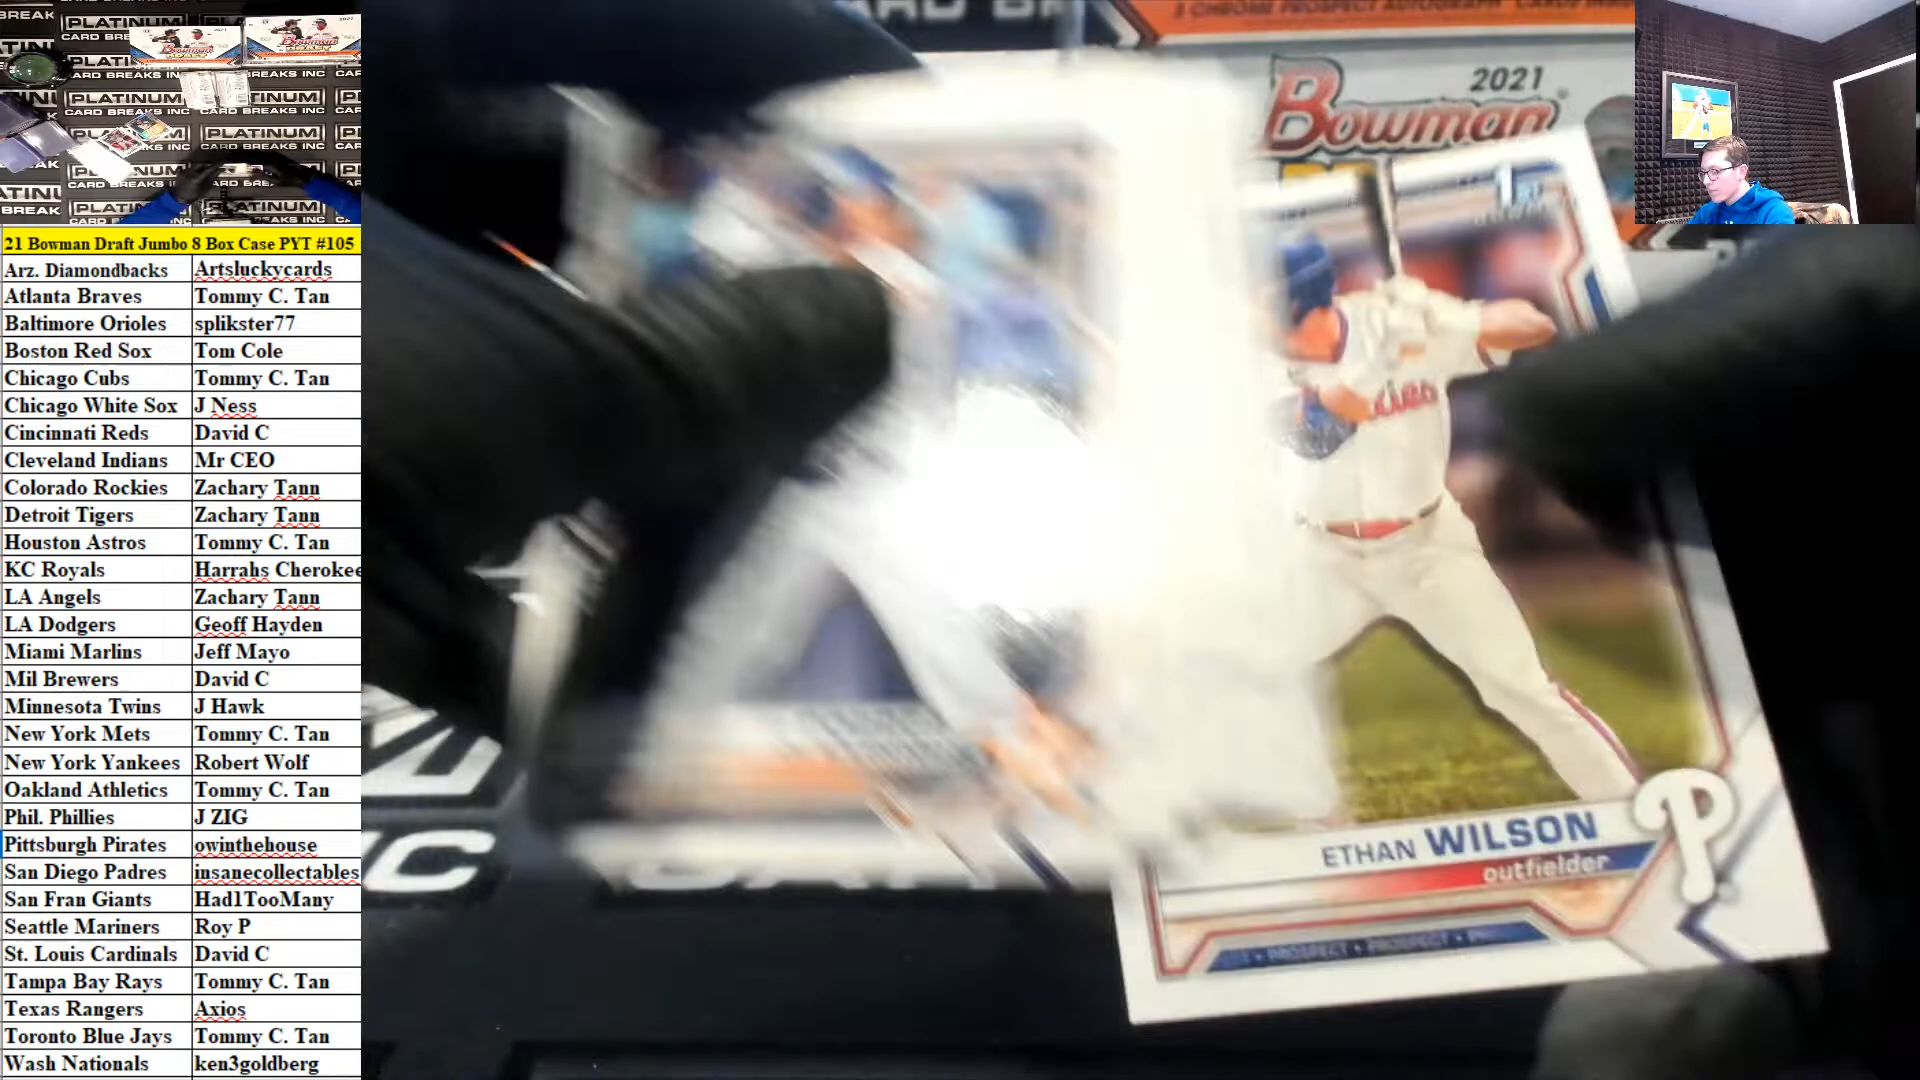 21 Bowman Draft Jumbo 8 Box Case PYT #105
Arz. Diamondbacks Artsluckycards
Atlanta Braves Tommy C. Tan
Baltimore Orioles splikster77
Boston Red Sox Tom Cole
Chicago Cubs Tommy C. Tan
Chicago White Sox J Ness
Cincinnati Reds David C
Cleveland Indians Mr CEO
Colorado Rockies Zachary Tann
Detroit Tigers Zachary Tann
Houston Astros Tommy C. Tan
KC Royals Harrahs Cherokee
LA Angels Zachary Tann
LA Dodgers Geoff Hayden
Miami Marlins Jeff Mayo
Mil Brewers David C
Minnesota Twins J Hawk
New York Mets Tommy C. Tan
New York Yankees Robert Wolf
Oakland Athletics Tommy C. Tan
Phil. Phillies J ZIG
Pittsburgh Pirates owinthehouse
San Diego Padres insanecollectables
San Fran Giants Had1TooMany
Seattle Mariners Roy P
St. Louis Cardinals David C
Tampa Bay Rays Tommy C. Tan
Texas Rangers Axios
Toronto Blue Jays Tommy C. Tan
Wash Nationals ken3goldberg
PLATINUM
CARD BREAKS INC
PLATINUM
CARD BREAKS INC
2021
Bowman
1ST
ETHAN WILSON
outfielder
PROSPECT • PROSPECT
P